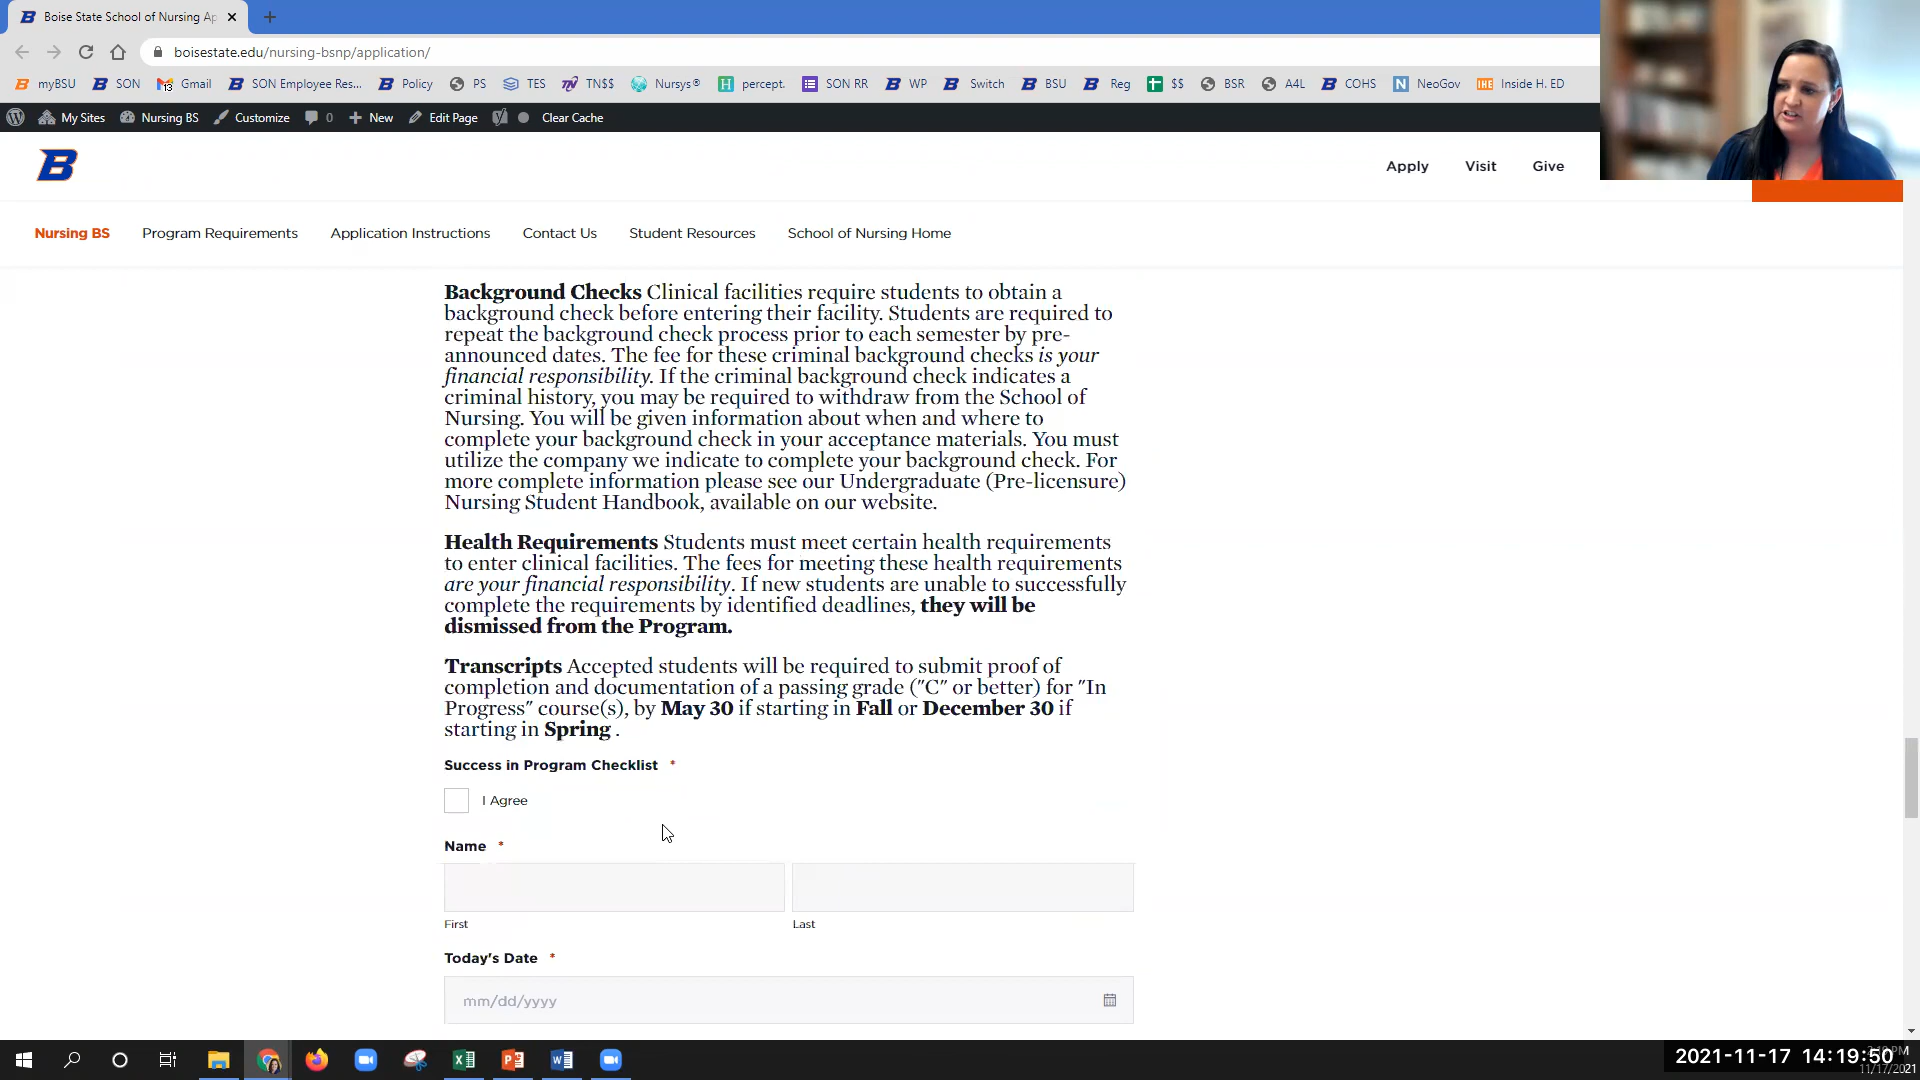 Boise State School of Nursing Ap
boisestate.edu/nursing-bsnp/application/
myBSU SON Gmail SON Employee Res... Policy PS TES TN$$ Nursys® percept. SON RR WP Switch BSU Reg $$ BSR A4L COHS NeoGov Inside H. ED
My Sites Nursing BS Customize 0 New Edit Page Clear Cache
B
Apply Visit Give
Nursing BS Program Requirements Application Instructions Contact Us Student Resources School of Nursing Home
Background Checks Clinical facilities require students to obtain a
background check before entering their facility. Students are required to
repeat the background check process prior to each semester by pre-
announced dates. The fee for these criminal background checks is your
financial responsibility. If the criminal background check indicates a
criminal history, you may be required to withdraw from the School of
Nursing. You will be given information about when and where to
complete your background check in your acceptance materials. You must
utilize the company we indicate to complete your background check. For
more complete information please see our Undergraduate (Pre-licensure)
Nursing Student Handbook, available on our website.
Health Requirements Students must meet certain health requirements
to enter clinical facilities. The fees for meeting these health requirements
are your financial responsibility. If new students are unable to successfully
complete the requirements by identified deadlines, they will be
dismissed from the Program.
Transcripts Accepted students will be required to submit proof of
completion and documentation of a passing grade ("C" or better) for "In
Progress" course(s), by May 30 if starting in Fall or December 30 if
starting in Spring .
Success in Program Checklist *
I Agree
Name *
First Last
Today's Date *
mm/dd/yyyy
2021-11-17 14:19:50
11/17/2021